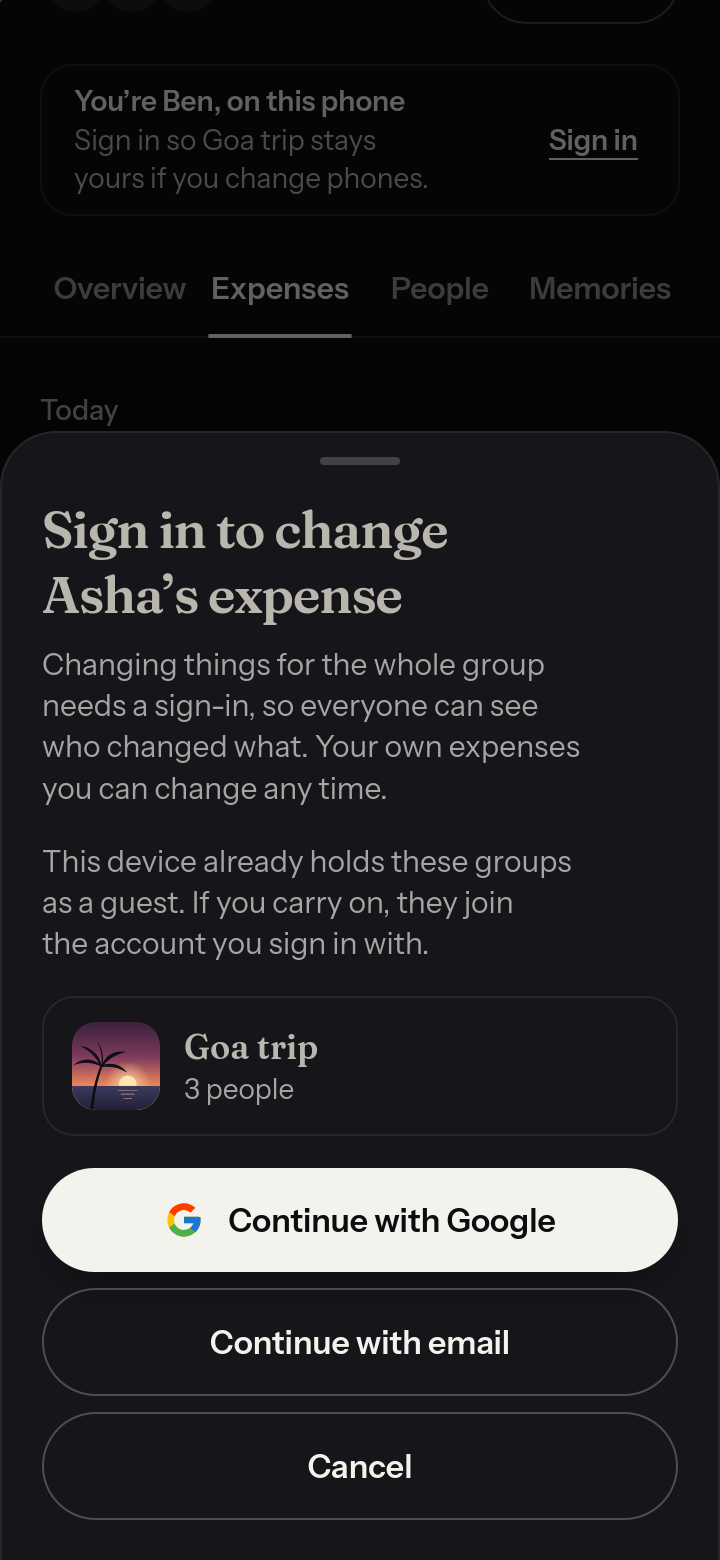 You’re Ben, on this phone
Sign in so Goa trip stays
yours if you change phones.
Sign in
Overview Expenses People Memories
Today
Sign in to change
Asha’s expense
Changing things for the whole group
needs a sign-in, so everyone can see
who changed what. Your own expenses
you can change any time.
This device already holds these groups
as a guest. If you carry on, they join
the account you sign in with.
Goa trip
3 people
Continue with Google
Continue with email
Cancel